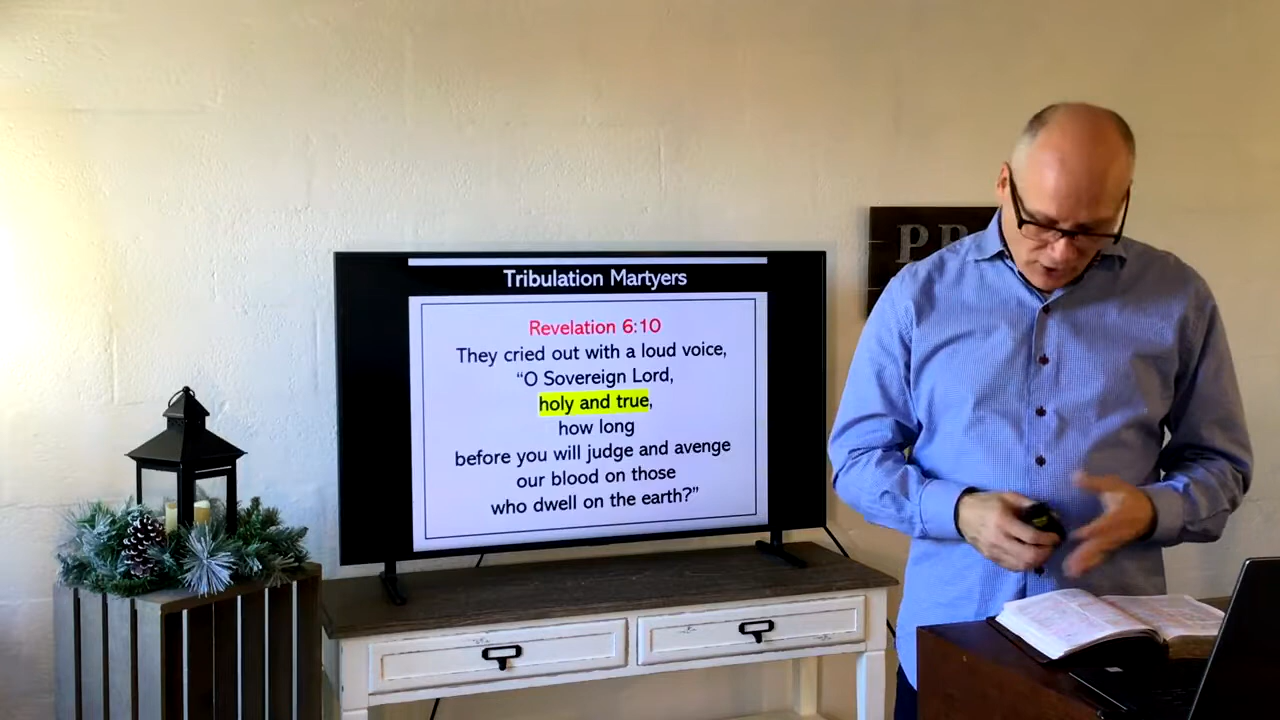 Tribulation Martyers
Revelation 6:10
They cried out with a loud voice,
“O Sovereign Lord,
holy and true,
how long
before you will judge and avenge
our blood on those
who dwell on the earth?”